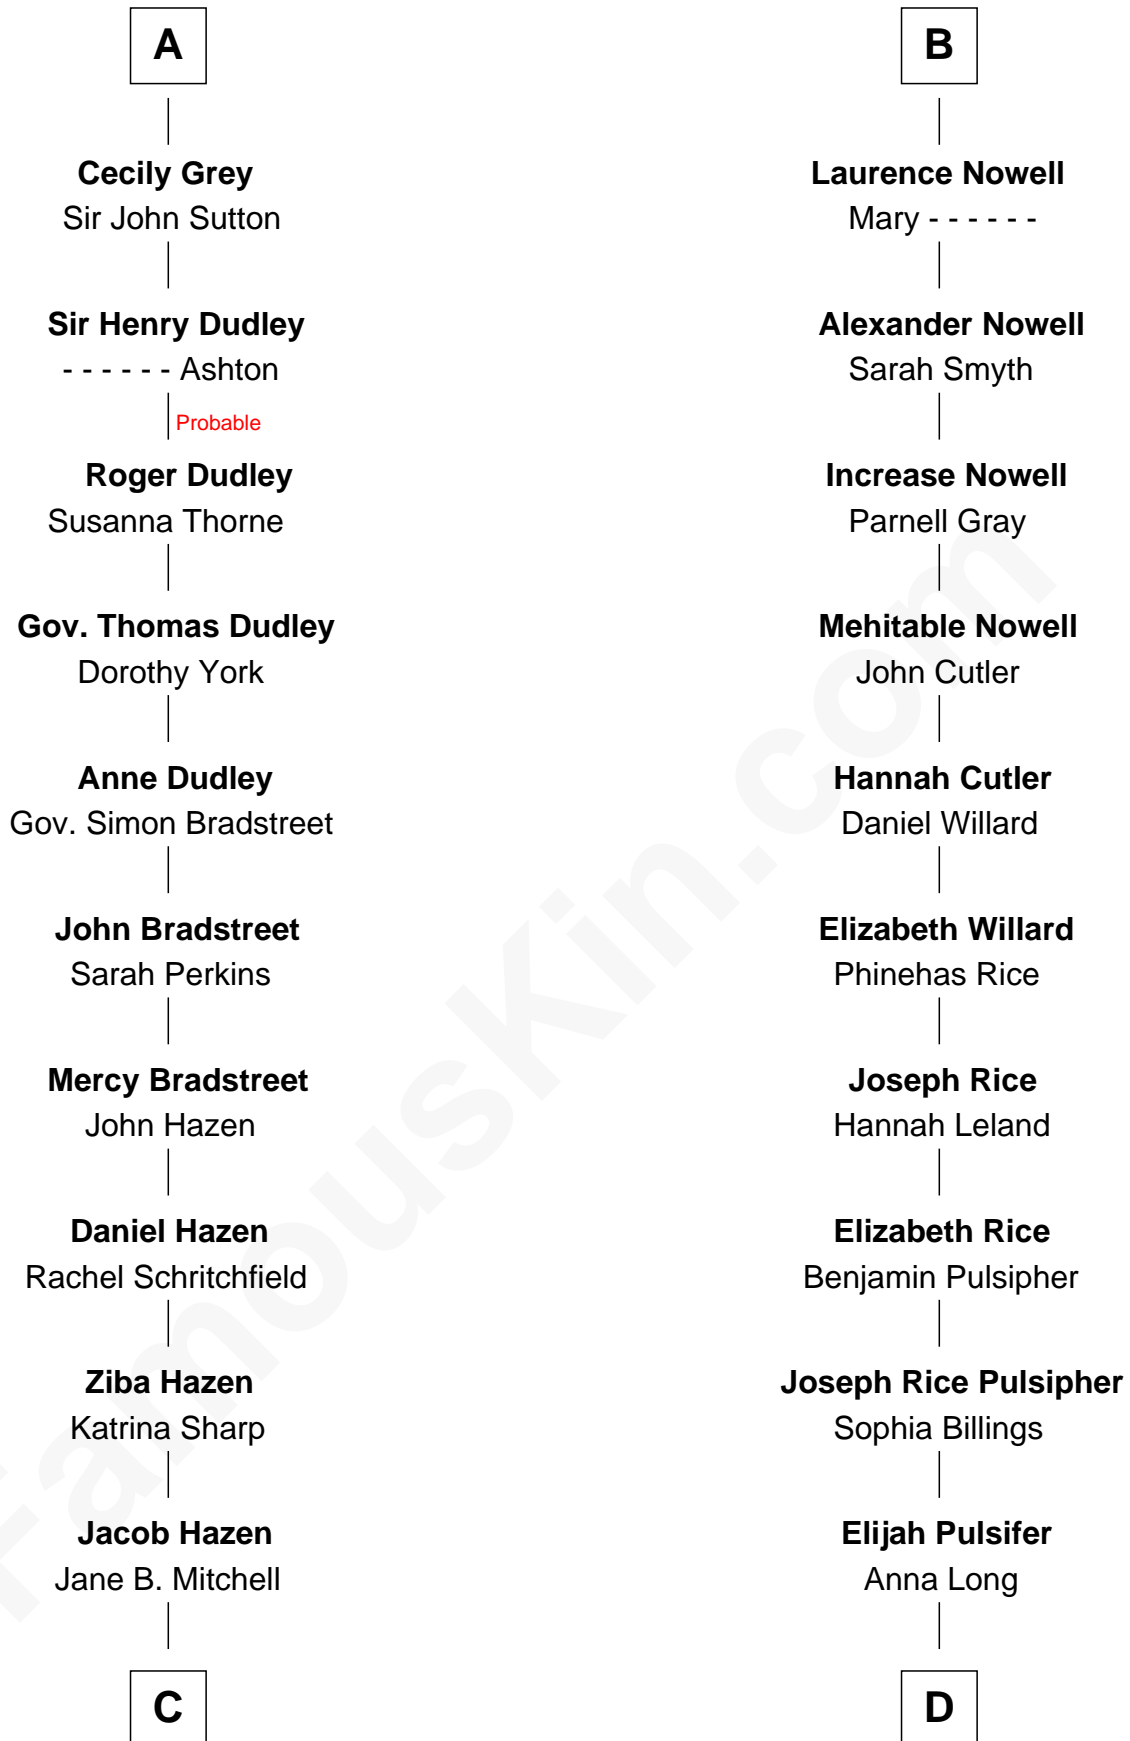 A
Cecily Grey
Sir John Sutton
Sir Henry Dudley
- - - - - - Ashton
Probable
Roger Dudley
Susanna Thorne
Gov. Thomas Dudley
Dorothy York
Anne Dudley
Gov. Simon Bradstreet
John Bradstreet
Sarah Perkins
Mercy Bradstreet
John Hazen
Daniel Hazen
Rachel Schritchfield
Ziba Hazen
Katrina Sharp
Jacob Hazen
Jane B. Mitchell
C
B
Laurence Nowell
Mary - - - - - -
Alexander Nowell
Sarah Smyth
Increase Nowell
Parnell Gray
Mehitable Nowell
John Cutler
Hannah Cutler
Daniel Willard
Elizabeth Willard
Phinehas Rice
Joseph Rice
Hannah Leland
Elizabeth Rice
Benjamin Pulsipher
Joseph Rice Pulsipher
Sophia Billings
Elijah Pulsifer
Anna Long
D
FamousKin.com